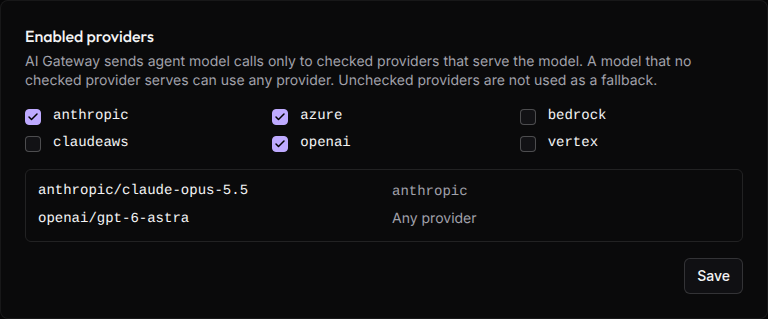 Enabled providers
AI Gateway sends agent model calls only to checked providers that serve the model. A model that no
checked provider serves can use any provider. Unchecked providers are not used as a fallback.
anthropic azure bedrock
claudeaws openai vertex
anthropic/claude-opus-5.5 anthropic
openai/gpt-6-astra Any provider
Save